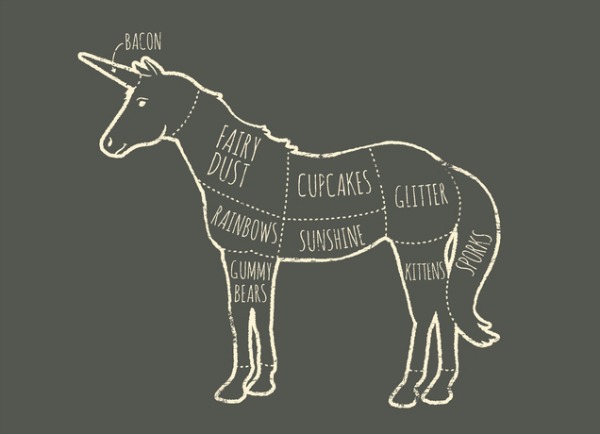 BACON
FAIRY
DUST
CUPCAKES
GLITTER
RAINBOWS
SUNSHINE
SPORKS
GUMMY
BEARS
KITTENS